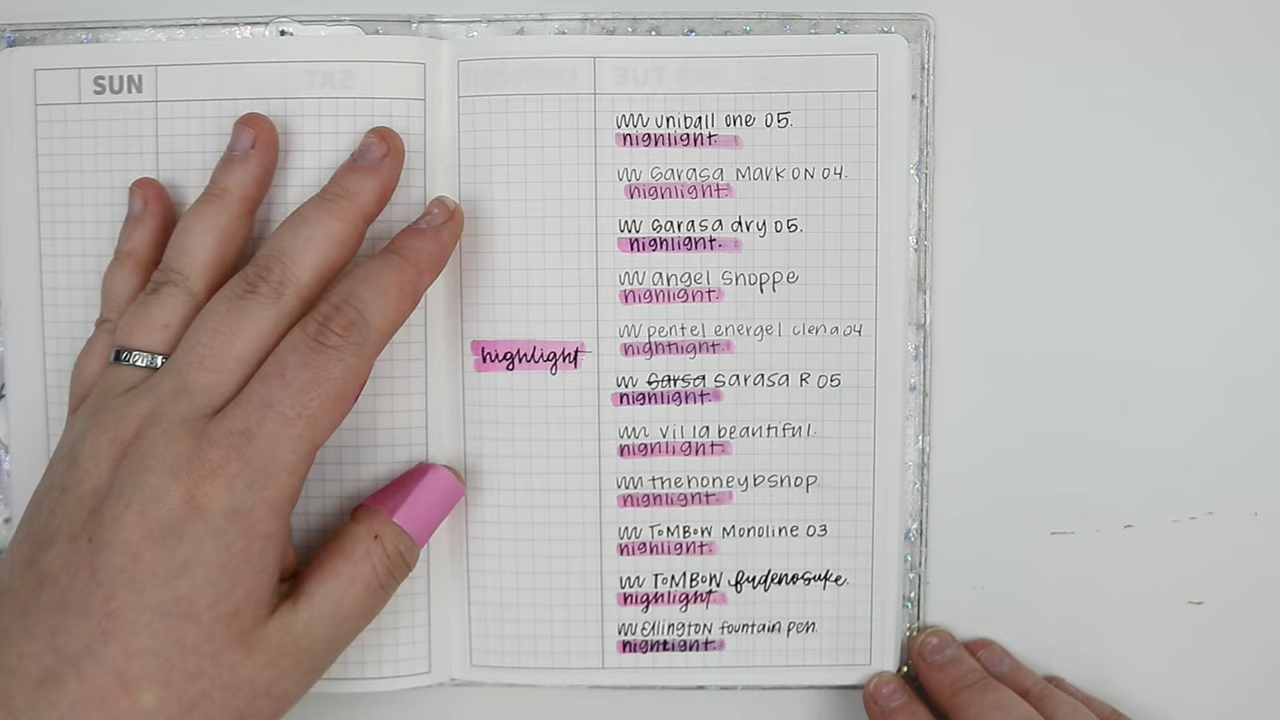 SUN
uniball one 05.
highlight.
Sarasa Mark ON 04.
highlight.
Sarasa dry 05.
highlight.
angel shoppe
highlight.
pentel energel clena 04
highlight.
highlight
Sarsa sarasa R 05
highlight.
villa beautiful.
highlight.
thehoneybshop.
highlight.
TOMBOW Monoline 03
highlight.
TOMBOW fudenosuke.
highlight.
Ellington fountain pen.
highlight.